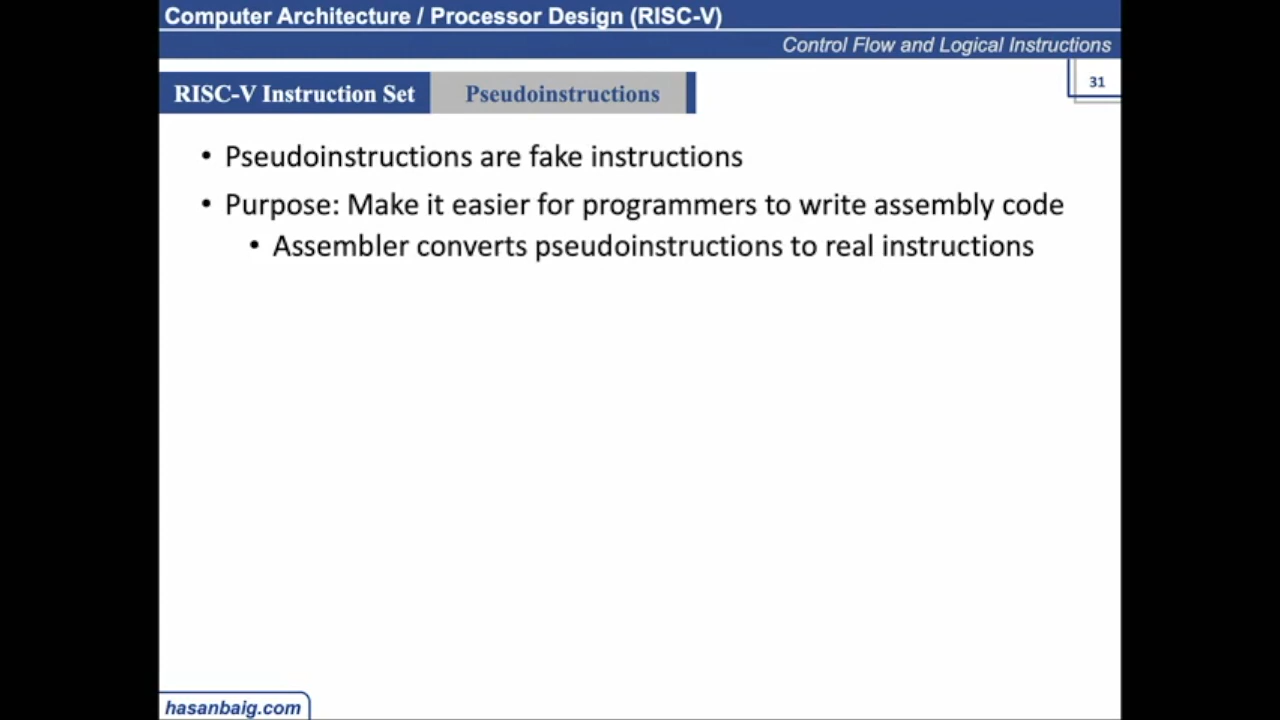 Computer Architecture / Processor Design (RISC-V)
Control Flow and Logical Instructions
RISC-V Instruction Set
Pseudoinstructions
31
• Pseudoinstructions are fake instructions
• Purpose: Make it easier for programmers to write assembly code
• Assembler converts pseudoinstructions to real instructions
hasanbaig.com